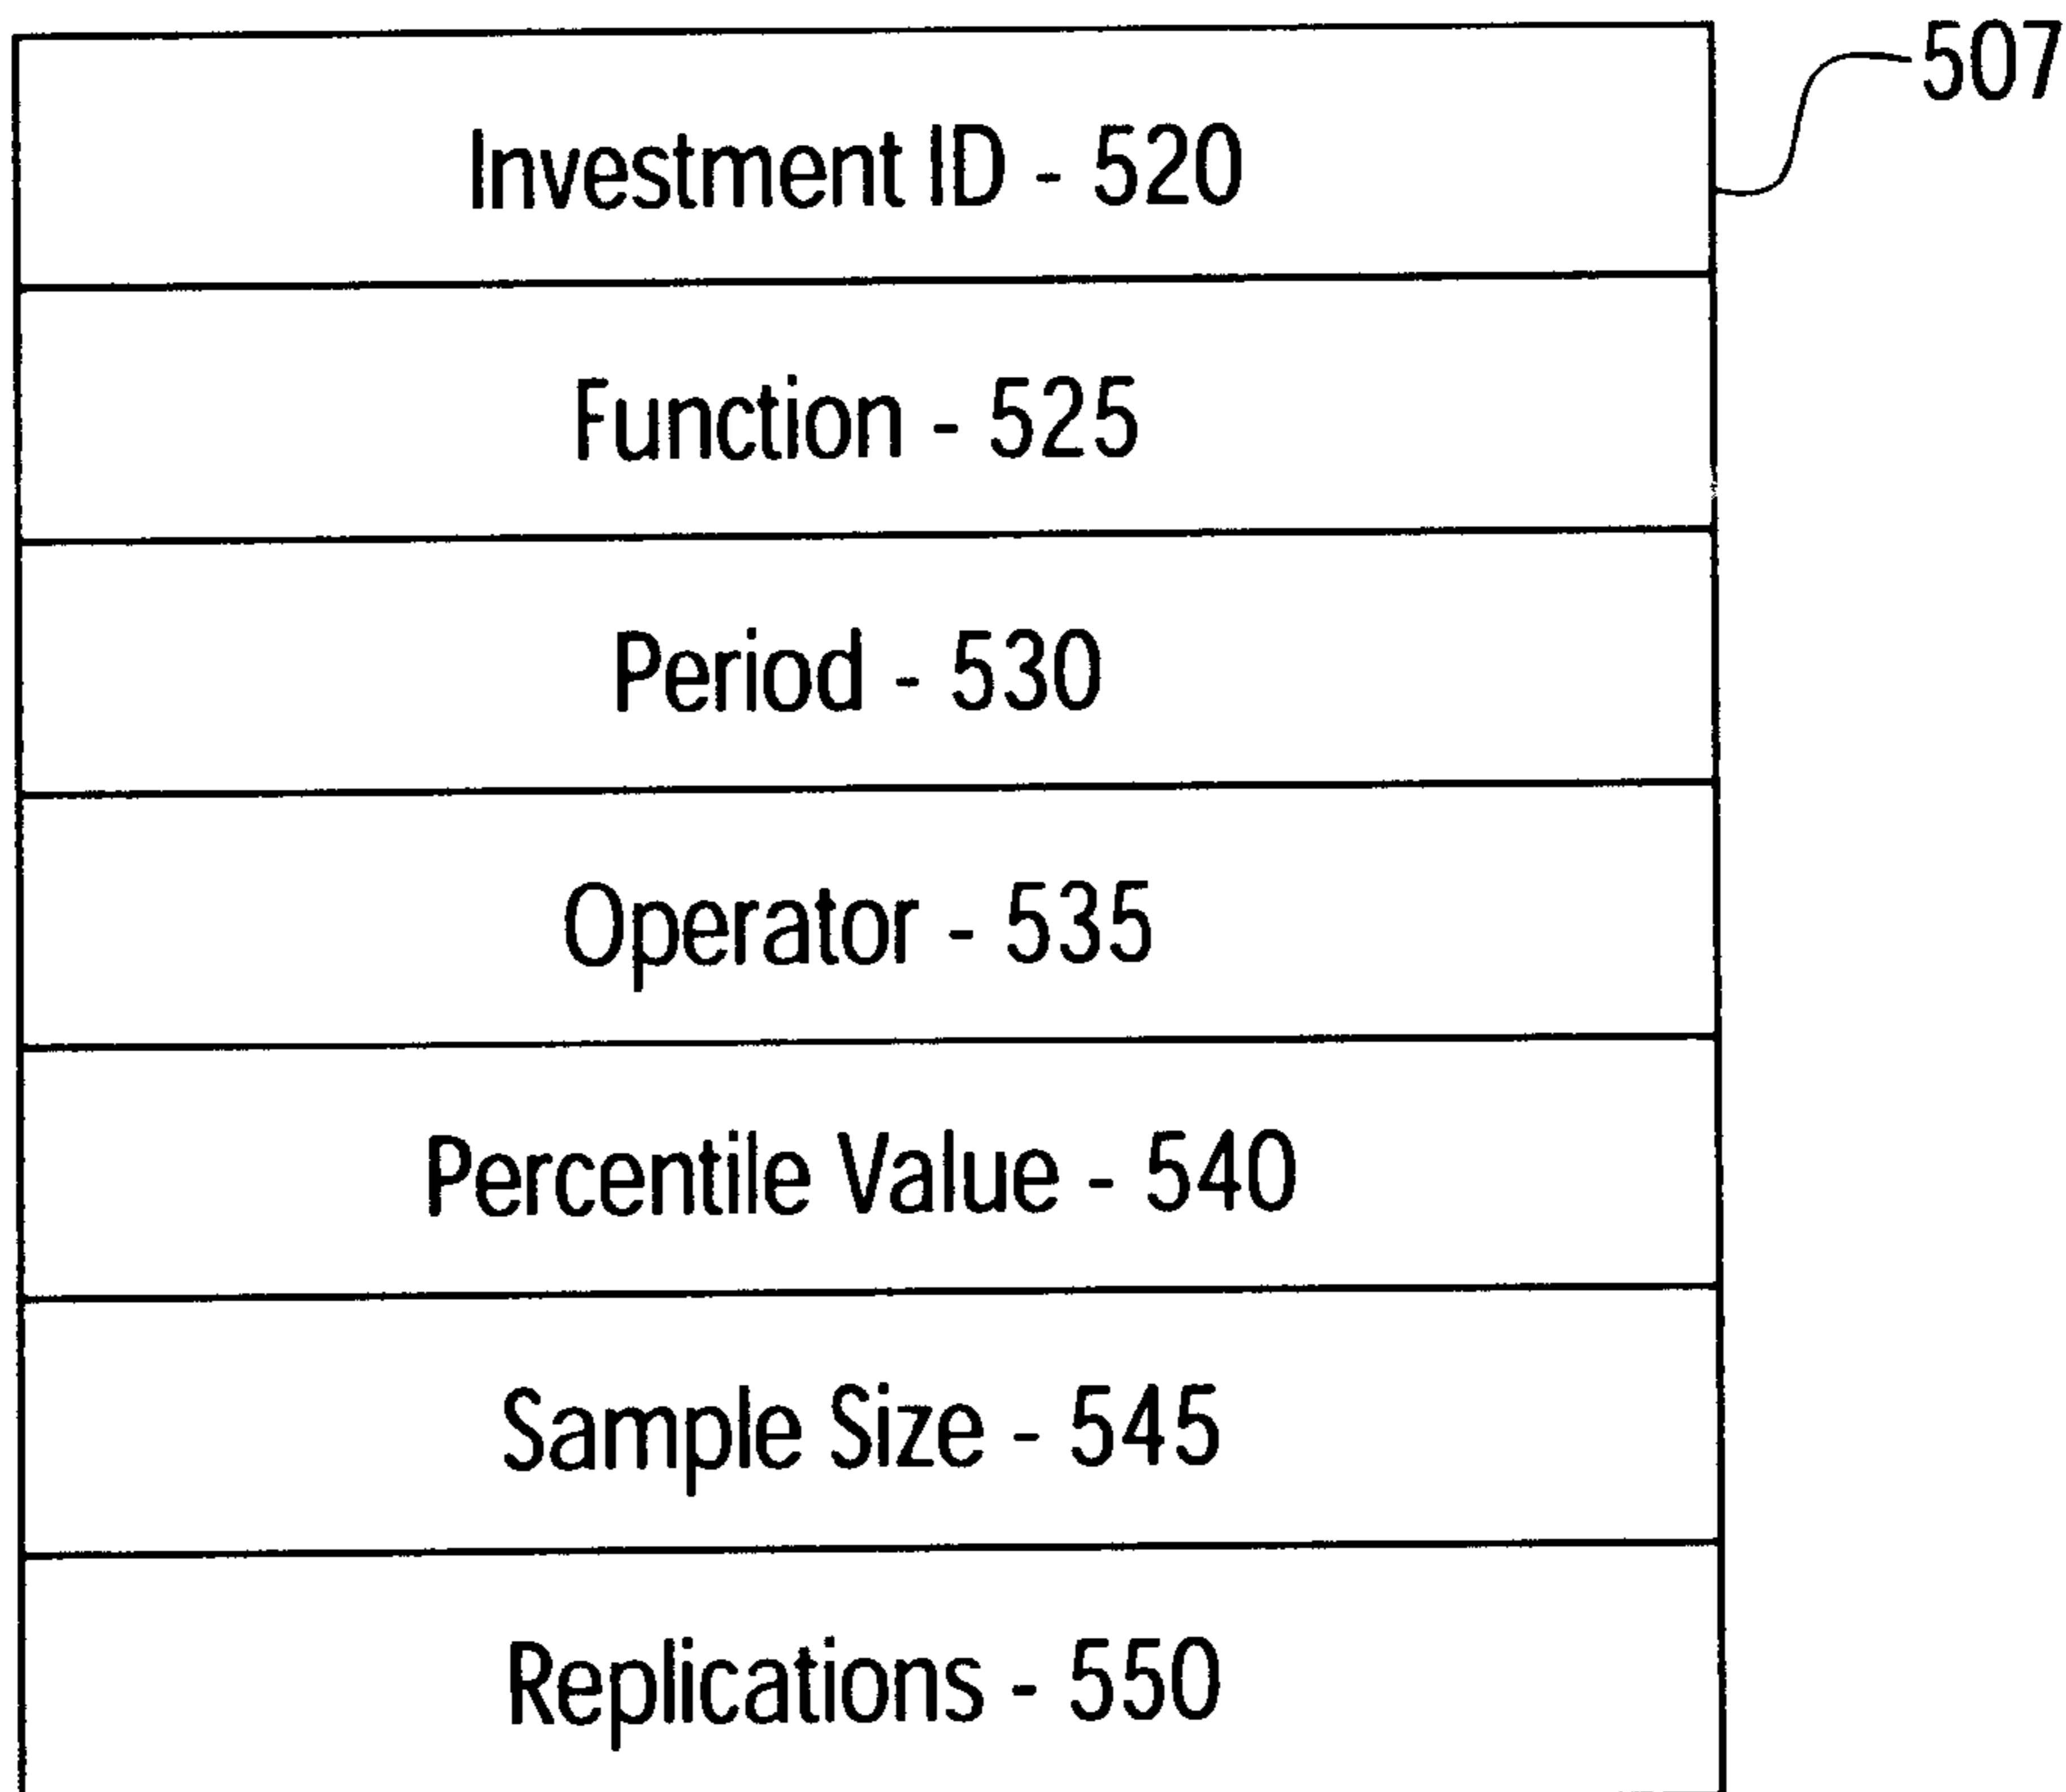 507
Investment ID - 520
Function - 525
Period - 530
Operator - 535
Percentile Value - 540
Sample Size - 545
Replications - 550